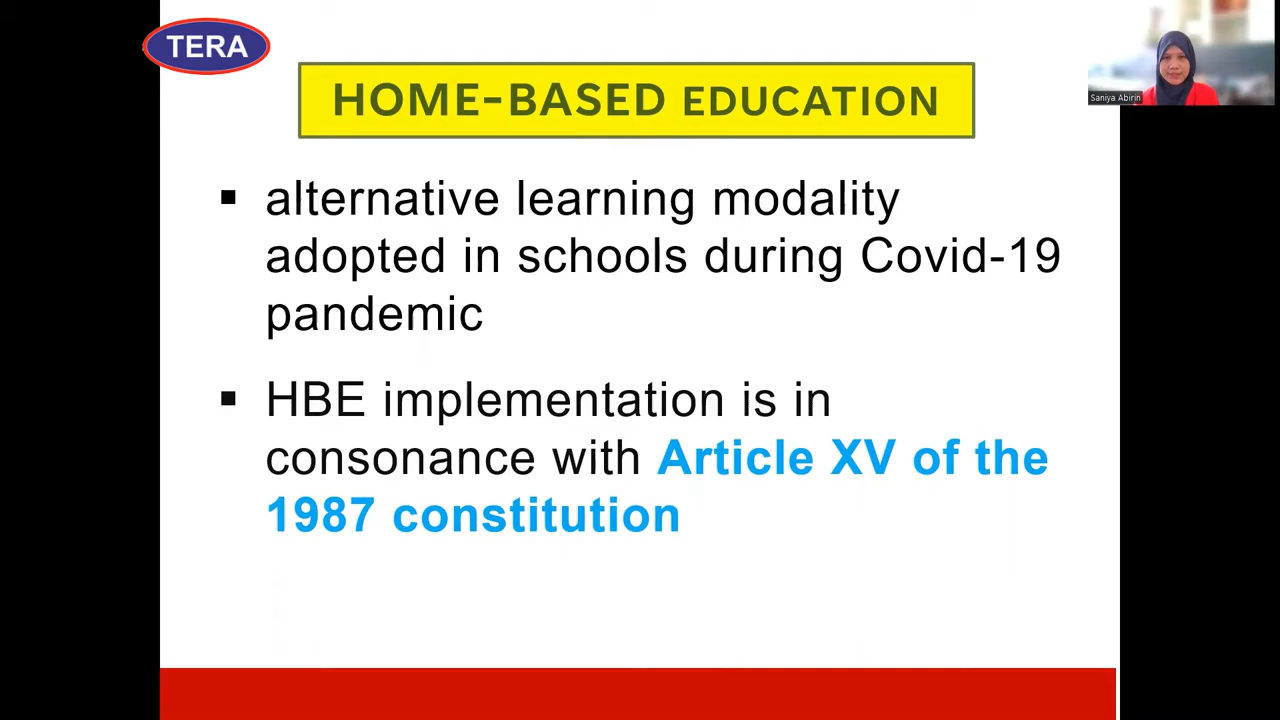 TERA
HOME-BASED EDUCATION
Saniya Abirin
▪ alternative learning modality
adopted in schools during Covid-19
pandemic
▪ HBE implementation is in
consonance with Article XV of the
1987 constitution